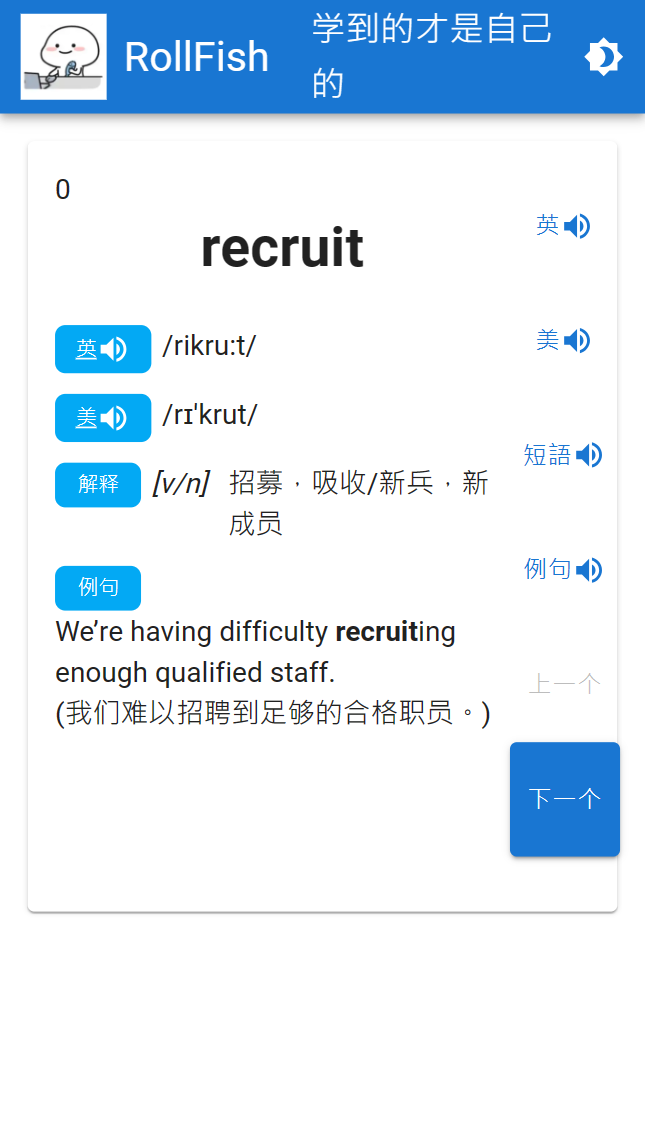 RollFish
学到的才是自己
的
0
recruit
英
英 /rikru:t/
美
美 /rɪ'krut/
短語
解释 [v/n] 招募，吸收/新兵，新
成员
例句
例句
We’re having difficulty recruiting
enough qualified staff.
(我们难以招聘到足够的合格职员。)
上一个
下一个